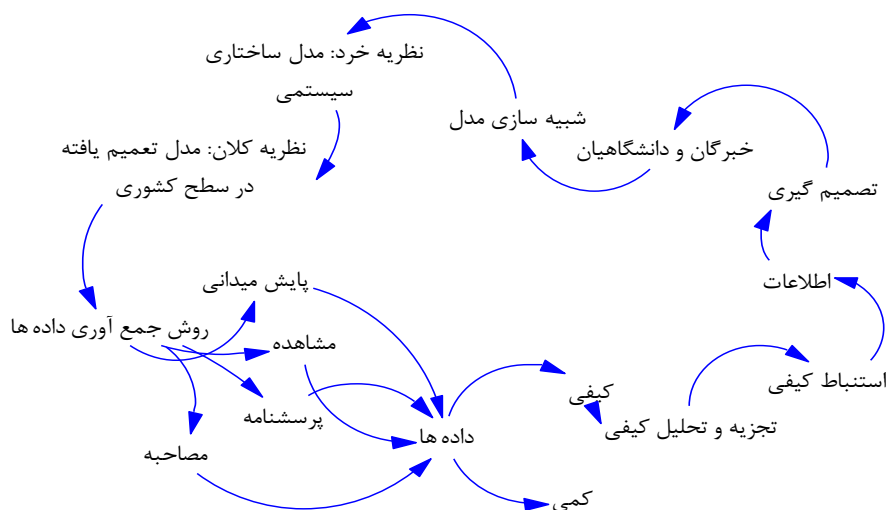 نظریه خرد: مدل ساختاری
سیستمی
شبیه سازی مدل
خبرگان و دانشگاهیان
نظریه کلان: مدل تعمیم یافته
در سطح کشوری
تصمیم گیری
پایش میدانی
اطلاعات
روش جمع آوری داده ها
مشاهده
استنباط کیفی
کیفی
پرسشنامه
تجزیه و تحلیل کیفی
داده ها
مصاحبه
کمی